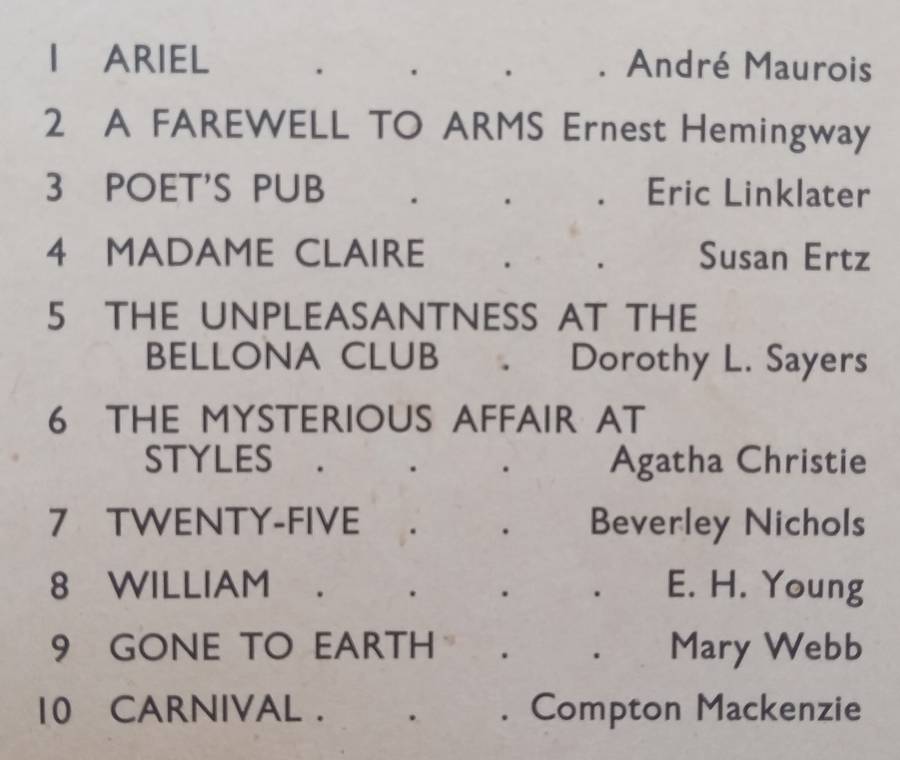 1 ARIEL . . . . André Maurois
2 A FAREWELL TO ARMS Ernest Hemingway
3 POET'S PUB . . . Eric Linklater
4 MADAME CLAIRE . . Susan Ertz
5 THE UNPLEASANTNESS AT THE
BELLONA CLUB . Dorothy L. Sayers
6 THE MYSTERIOUS AFFAIR AT
STYLES . . . Agatha Christie
7 TWENTY-FIVE . . Beverley Nichols
8 WILLIAM . . . . E. H. Young
9 GONE TO EARTH . . Mary Webb
10 CARNIVAL . . . Compton Mackenzie